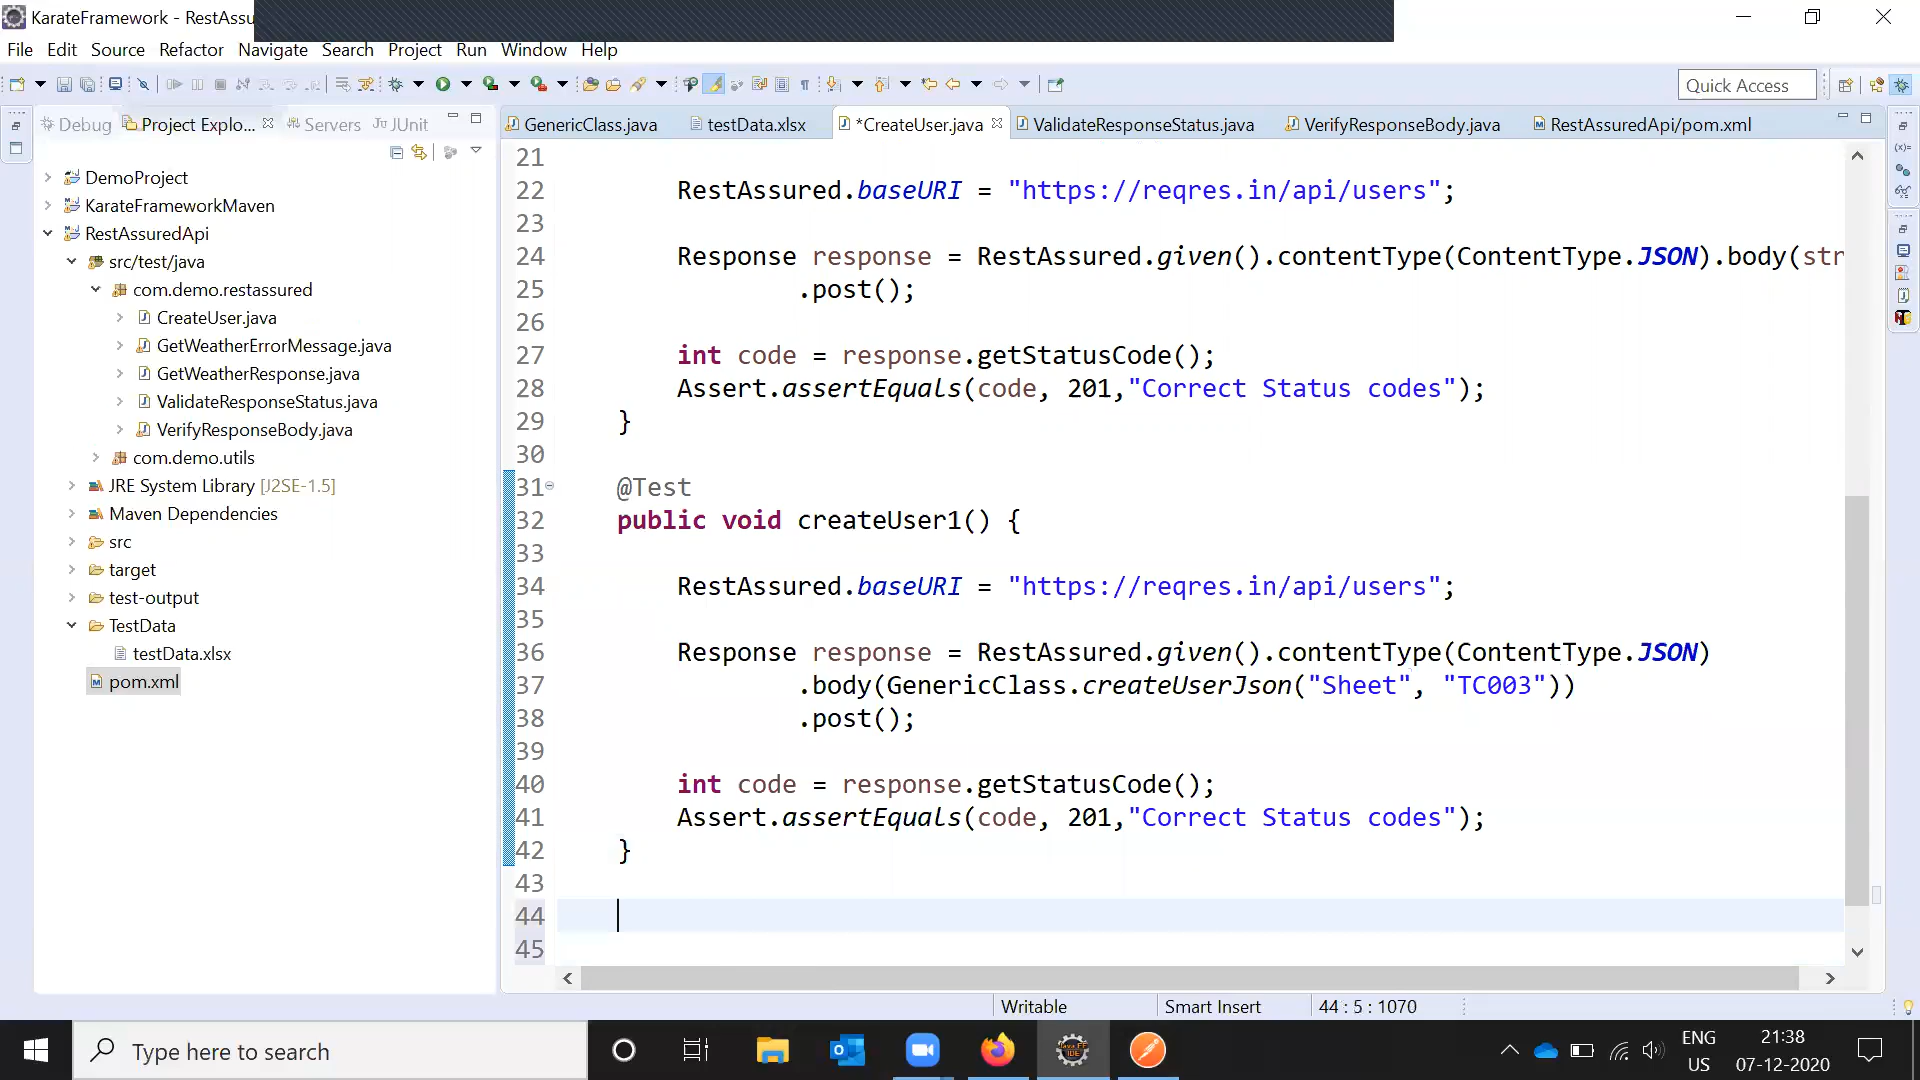 KarateFramework - RestAssu
File Edit Source Refactor Navigate Search Project Run Window Help
Quick Access
Debug Project Explo... Servers JUnit
GenericClass.java testData.xlsx *CreateUser.java ValidateResponseStatus.java VerifyResponseBody.java RestAssuredApi/pom.xml
DemoProject
KarateFrameworkMaven
RestAssuredApi
src/test/java
com.demo.restassured
CreateUser.java
GetWeatherErrorMessage.java
GetWeatherResponse.java
ValidateResponseStatus.java
VerifyResponseBody.java
com.demo.utils
JRE System Library [J2SE-1.5]
Maven Dependencies
src
target
test-output
TestData
testData.xlsx
pom.xml
21
22 RestAssured.baseURI = "https://reqres.in/api/users";
23
24 Response response = RestAssured.given().contentType(ContentType.JSON).body(str
25 .post();
26
27 int code = response.getStatusCode();
28 Assert.assertEquals(code, 201,"Correct Status codes");
29 }
30
31 @Test
32 public void createUser1() {
33
34 RestAssured.baseURI = "https://reqres.in/api/users";
35
36 Response response = RestAssured.given().contentType(ContentType.JSON)
37 .body(GenericClass.createUserJson("Sheet", "TC003"))
38 .post();
39
40 int code = response.getStatusCode();
41 Assert.assertEquals(code, 201,"Correct Status codes");
42 }
43
44
45
Writable Smart Insert 44 : 5 : 1070
Type here to search
ENG
US
21:38
07-12-2020